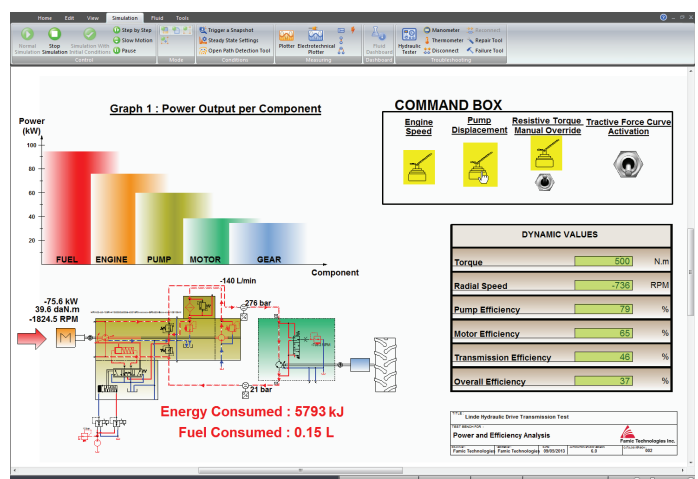 Home Edit View Simulation Fluid Tools
Normal Simulation
Stop Simulation
Simulation With Initial Conditions
Step by Step
Slow Motion
Pause
Control
Mode
Trigger a Snapshot
Steady State Settings
Open Path Detection Tool
Conditions
Plotter
Electrotechnical Plotter
Measuring
Fluid Dashboard
Dashboard
Hydraulic Tester
Manometer
Thermometer
Disconnect
Reconnect
Repair Tool
Failure Tool
Troubleshooting
Graph 1 : Power Output per Component
Power
(kW)
100
80
60
40
20
FUEL ENGINE PUMP MOTOR GEAR
Component
COMMAND BOX
Engine Speed
Pump Displacement
Resistive Torque Manual Override
Tractive Force Curve Activation
DYNAMIC VALUES
Torque 500 N.m
Radial Speed -736 RPM
Pump Efficiency 79 %
Motor Efficiency 65 %
Transmission Efficiency 46 %
Overall Efficiency 37 %
-140 L/min
-75.6 kW
39.6 daN.m
-1824.5 RPM
276 bar
M
21 bar
Energy Consumed : 5793 kJ
Fuel Consumed : 0.15 L
TITLE
Linde Hydraulic Drive Transmission Test
TEST BENCH FOR :
Power and Efficiency Analysis
Famic Technologies Inc.
Famic Technologies Famic Technologies 09/05/2013 6.0 002